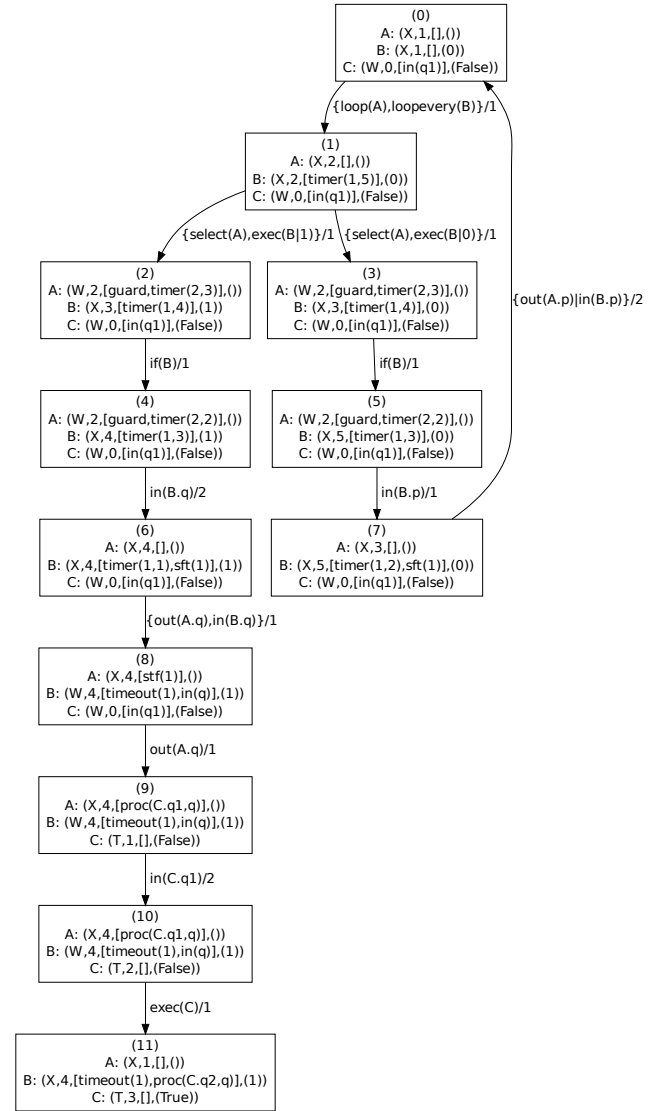 (0)
A: (X,1,[],())
B: (X,1,[],(0))
C: (W,0,[in(q1)],(False))
{loop(A),loopevery(B)}/1
(1)
A: (X,2,[],())
B: (X,2,[timer(1,5)],(0))
C: (W,0,[in(q1)],(False))
{select(A),exec(B|1)}/1
{select(A),exec(B|0)}/1
(2)
A: (W,2,[guard,timer(2,3)],())
B: (X,3,[timer(1,4)],(1))
C: (W,0,[in(q1)],(False))
(3)
A: (W,2,[guard,timer(2,3)],())
B: (X,3,[timer(1,4)],(0))
C: (W,0,[in(q1)],(False))
{out(A.p)|in(B.p)}/2
if(B)/1
if(B)/1
(4)
A: (W,2,[guard,timer(2,2)],())
B: (X,4,[timer(1,3)],(1))
C: (W,0,[in(q1)],(False))
(5)
A: (W,2,[guard,timer(2,2)],())
B: (X,5,[timer(1,3)],(0))
C: (W,0,[in(q1)],(False))
in(B.q)/2
in(B.p)/1
(6)
A: (X,4,[],())
B: (X,4,[timer(1,1),sft(1)],(1))
C: (W,0,[in(q1)],(False))
(7)
A: (X,3,[],())
B: (X,5,[timer(1,2),sft(1)],(0))
C: (W,0,[in(q1)],(False))
{out(A.q),in(B.q)}/1
(8)
A: (X,4,[stf(1)],())
B: (W,4,[timeout(1),in(q)],(1))
C: (W,0,[in(q1)],(False))
out(A.q)/1
(9)
A: (X,4,[proc(C.q1,q)],())
B: (W,4,[timeout(1),in(q)],(1))
C: (T,1,[],(False))
in(C.q1)/2
(10)
A: (X,4,[proc(C.q1,q)],())
B: (W,4,[timeout(1),in(q)],(1))
C: (T,2,[],(False))
exec(C)/1
(11)
A: (X,1,[],())
B: (X,4,[timeout(1),proc(C.q2,q)],(1))
C: (T,3,[],(True))